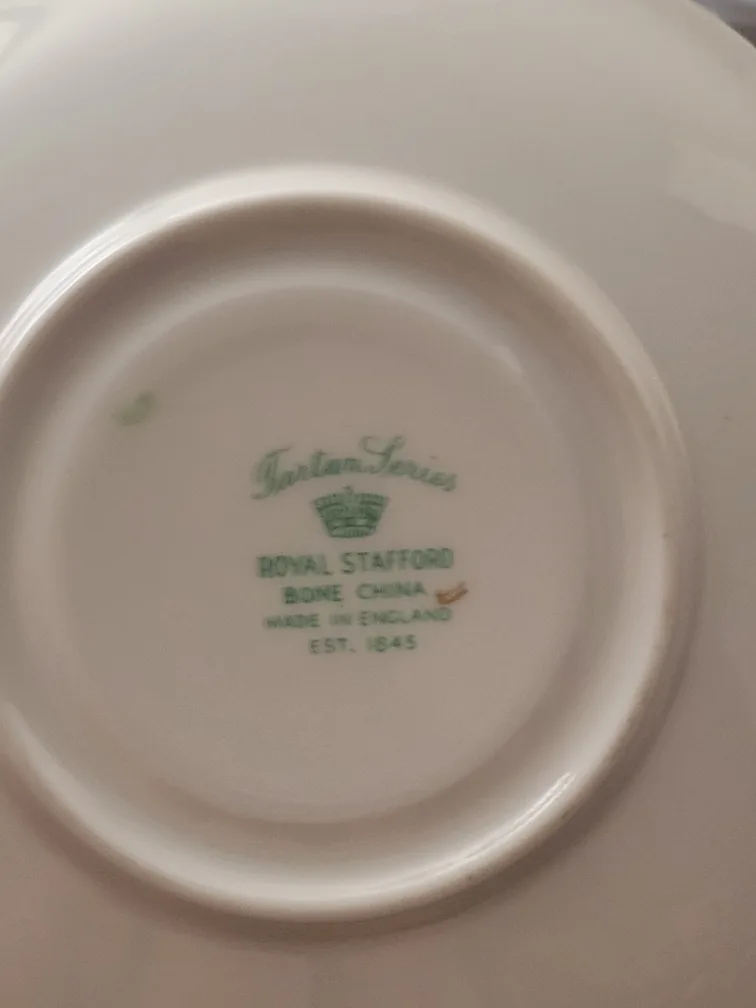 Tartan Series
ROYAL STAFFORD
BONE CHINA
MADE IN ENGLAND
EST. 1845